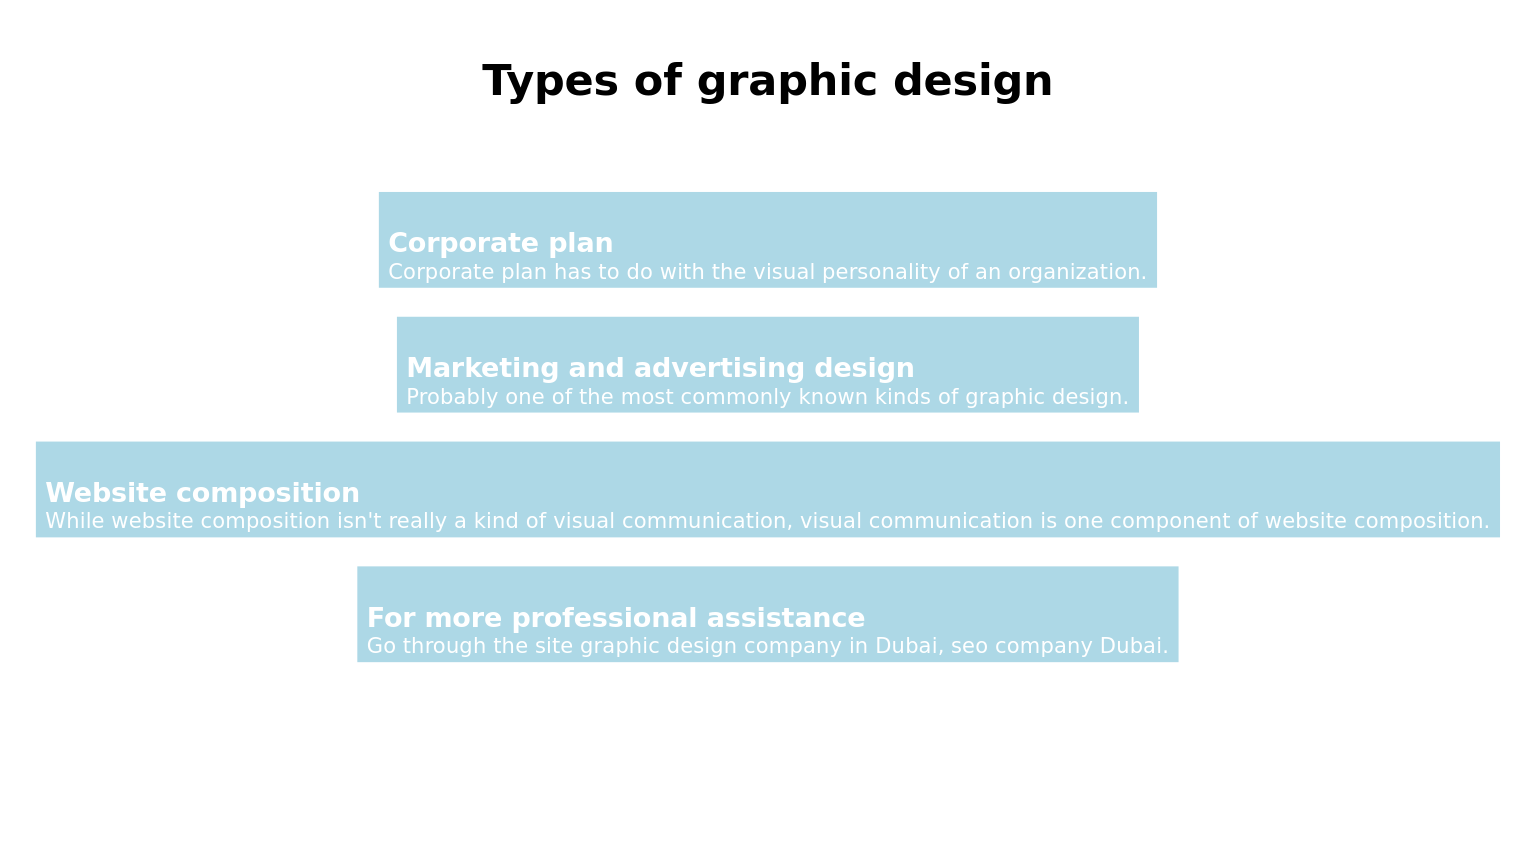 Types of graphic design
Corporate plan
Corporate plan has to do with the visual personality of an organization.
Marketing and advertising design
Probably one of the most commonly known kinds of graphic design.
Website composition
While website composition isn't really a kind of visual communication, visual communication is one component of website composition.
For more professional assistance
Go through the site graphic design company in Dubai, seo company Dubai.